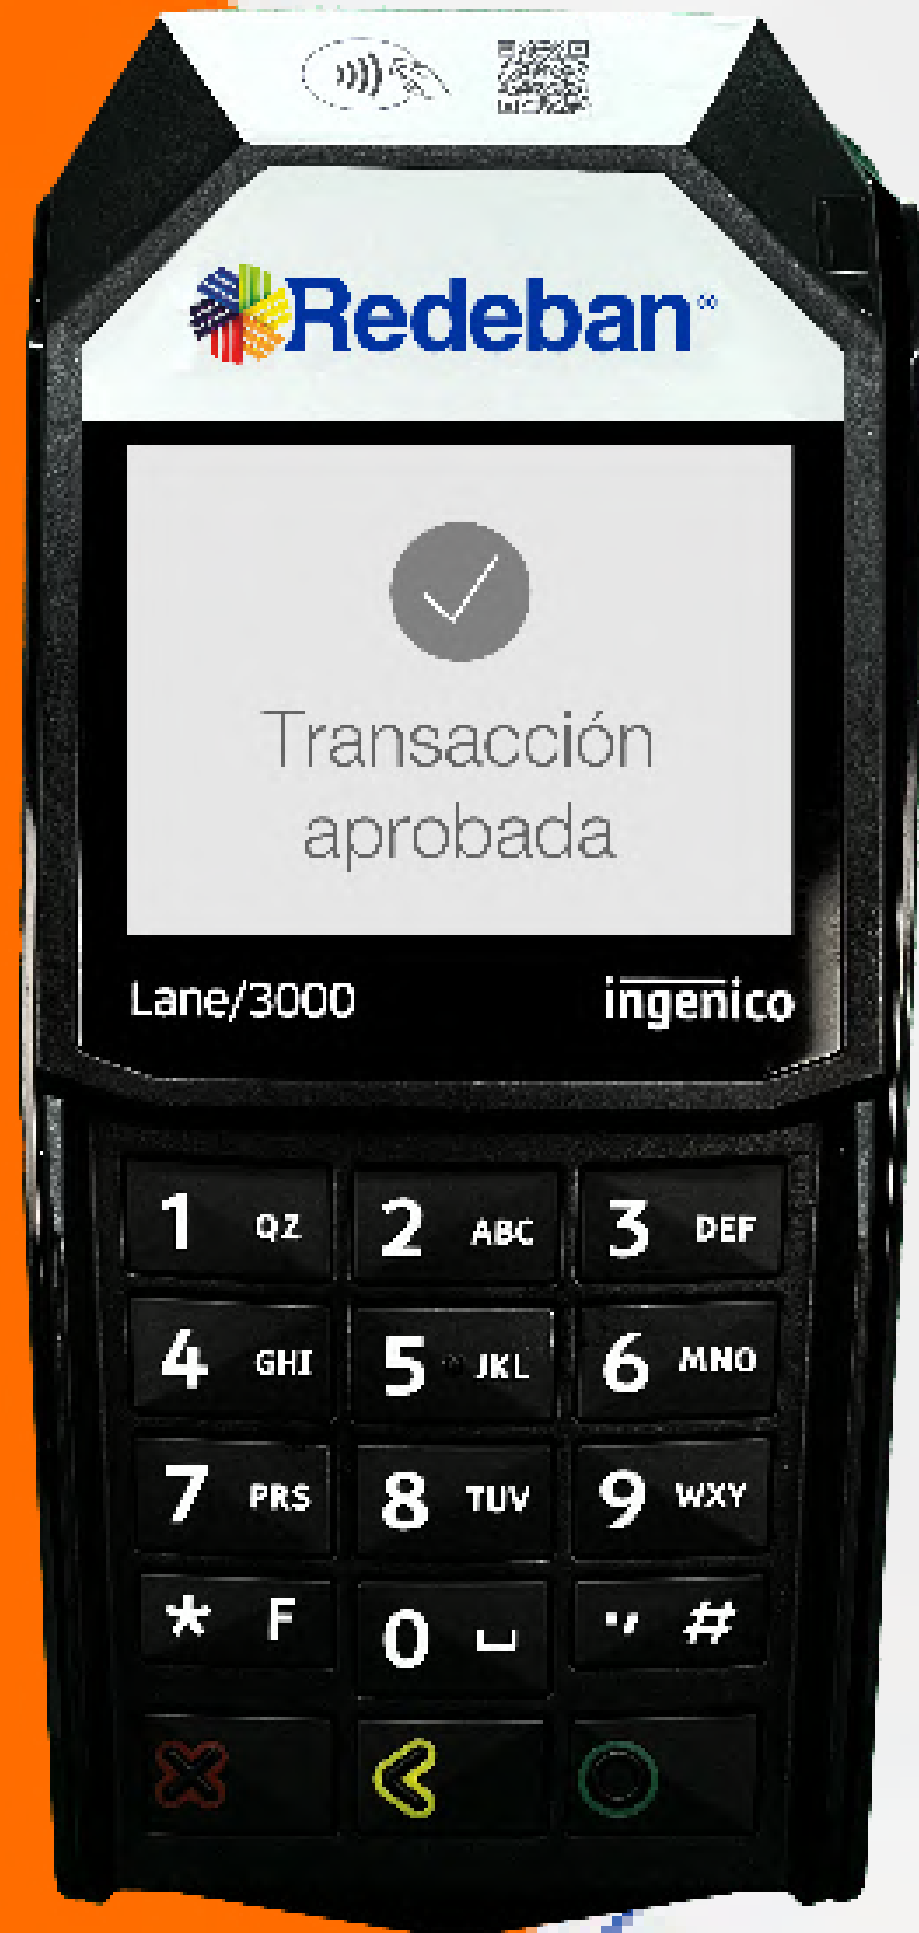 Redeban®
Transacción
aprobada
Lane/3000 ingenico
1 QZ 2 ABC 3 DEF
4 GHI 5 JKL 6 MNO
7 PRS 8 TUV 9 WXY
* F 0 ., #